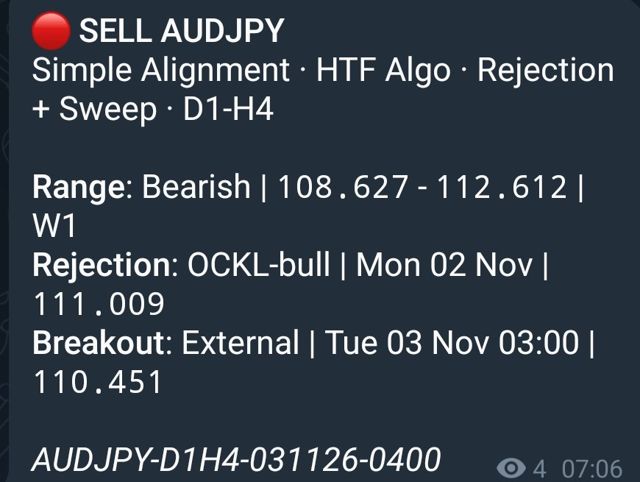 🔴 SELL AUDJPY
Simple Alignment · HTF Algo · Rejection
+ Sweep · D1-H4
Range: Bearish | 108.627 - 112.612 |
W1
Rejection: OCKL-bull | Mon 02 Nov |
111.009
Breakout: External | Tue 03 Nov 03:00 |
110.451
AUDJPY-D1H4-031126-0400
4 07:06